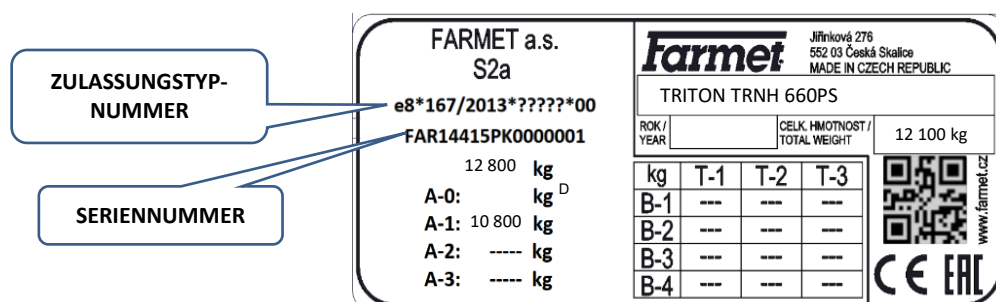 ZULASSUNGSTYP-
NUMMER
SERIENNUMMER
FARMET a.s.
S2a
e8*167/2013*?????*00
FAR14415PK0000001
12 800 kg
A-0: kg D
A-1: 10 800 kg
A-2: ----- kg
A-3: ----- kg
Farmet
Jiřinková 276
552 03 Česká Skalice
MADE IN CZECH REPUBLIC
TRITON TRNH 660PS
ROK /
YEAR
CELK. HMOTNOST /
TOTAL WEIGHT
12 100 kg
kg T-1 T-2 T-3
B-1 --- --- ---
B-2 --- --- ---
B-3 --- --- ---
B-4 --- --- ---
www.farmet.cz
CE EAC